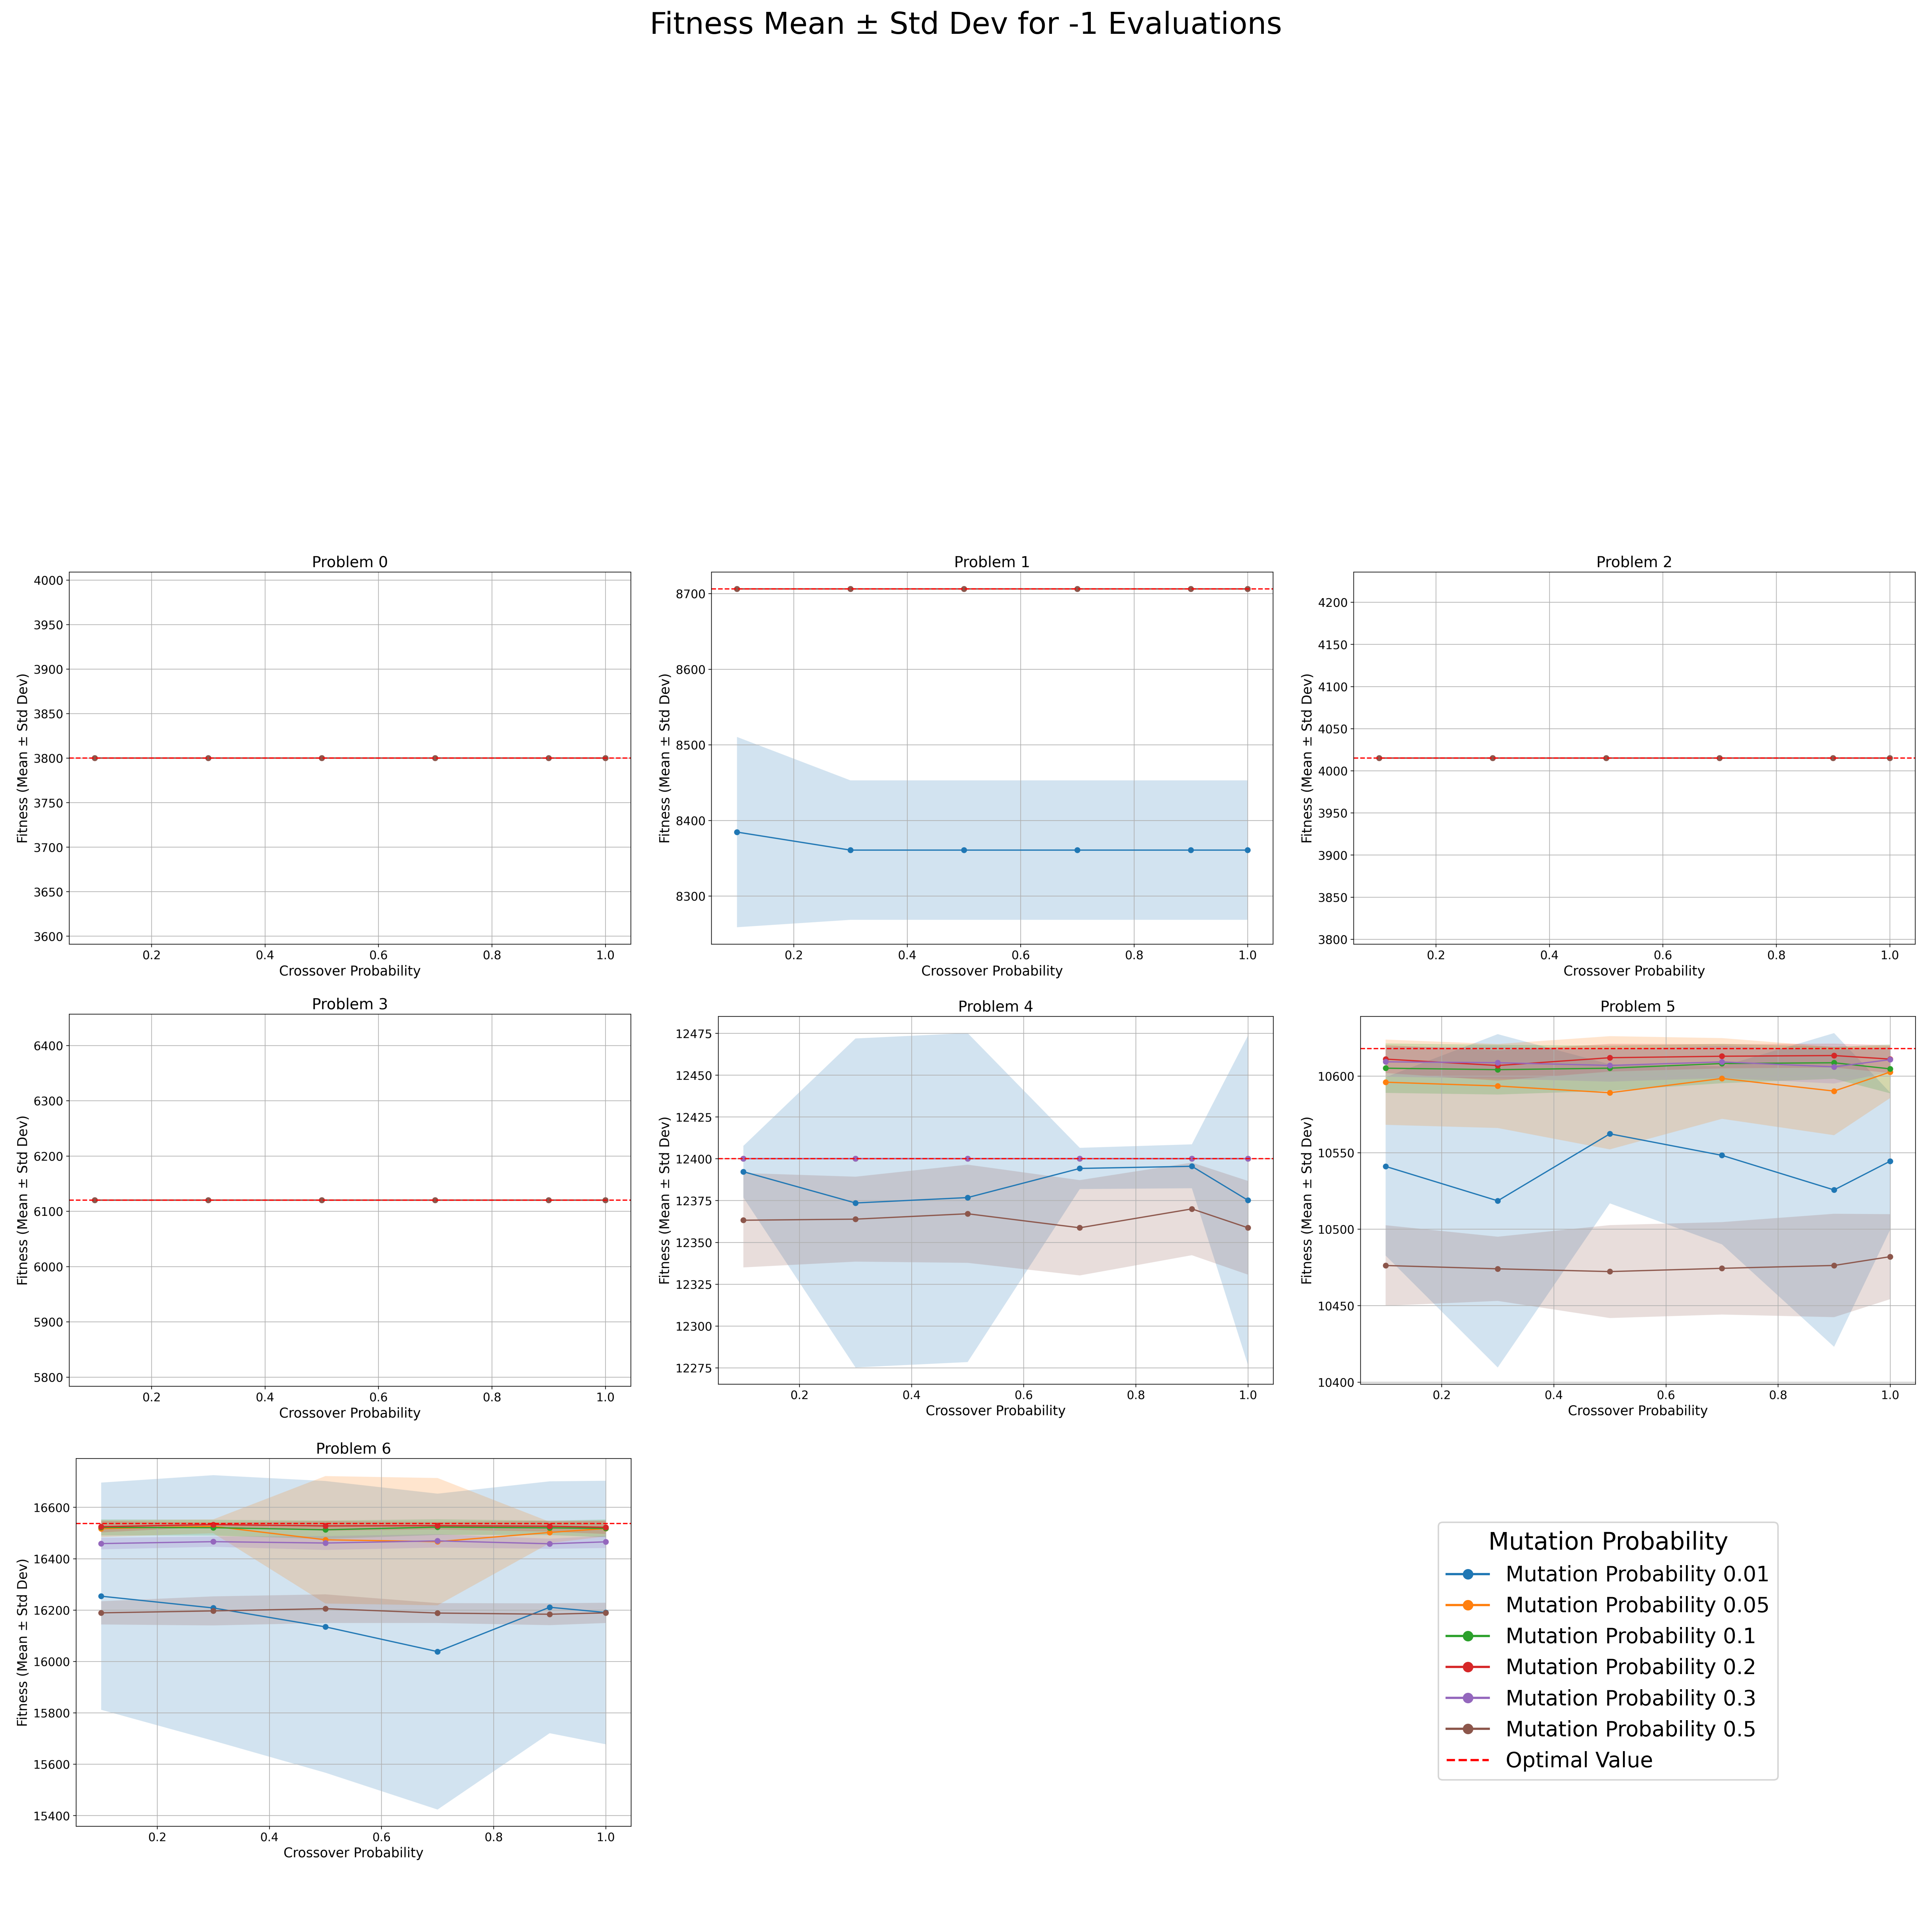 Fitness Mean ± Std Dev for -1 Evaluations
Problem 0
4000
3950
3900
3850
3800
3750
3700
3650
3600
Fitness (Mean ± Std Dev)
0.2 0.4 0.6 0.8 1.0
Crossover Probability
Problem 1
8700
8600
8500
8400
8300
Fitness (Mean ± Std Dev)
0.2 0.4 0.6 0.8 1.0
Crossover Probability
Problem 2
4200
4150
4100
4050
4000
3950
3900
3850
3800
Fitness (Mean ± Std Dev)
0.2 0.4 0.6 0.8 1.0
Crossover Probability
Problem 3
6400
6300
6200
6100
6000
5900
5800
Fitness (Mean ± Std Dev)
0.2 0.4 0.6 0.8 1.0
Crossover Probability
Problem 4
12475
12450
12425
12400
12375
12350
12325
12300
12275
Fitness (Mean ± Std Dev)
0.2 0.4 0.6 0.8 1.0
Crossover Probability
Problem 5
10600
10550
10500
10450
10400
Fitness (Mean ± Std Dev)
0.2 0.4 0.6 0.8 1.0
Crossover Probability
Problem 6
16600
16400
16200
16000
15800
15600
15400
Fitness (Mean ± Std Dev)
0.2 0.4 0.6 0.8 1.0
Crossover Probability
Mutation Probability
Mutation Probability 0.01
Mutation Probability 0.05
Mutation Probability 0.1
Mutation Probability 0.2
Mutation Probability 0.3
Mutation Probability 0.5
Optimal Value